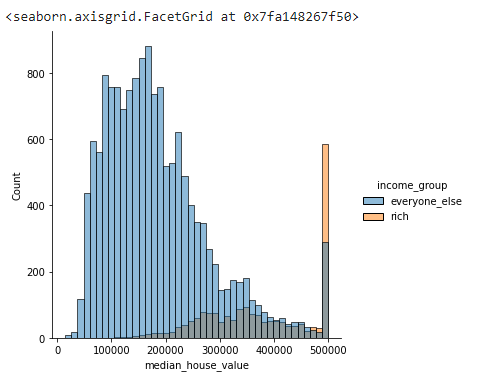 <seaborn.axisgrid.FacetGrid at 0x7fa148267f50>
800
600
400
200
0
Count
0 100000 200000 300000 400000 500000
median_house_value
income_group
everyone_else
rich